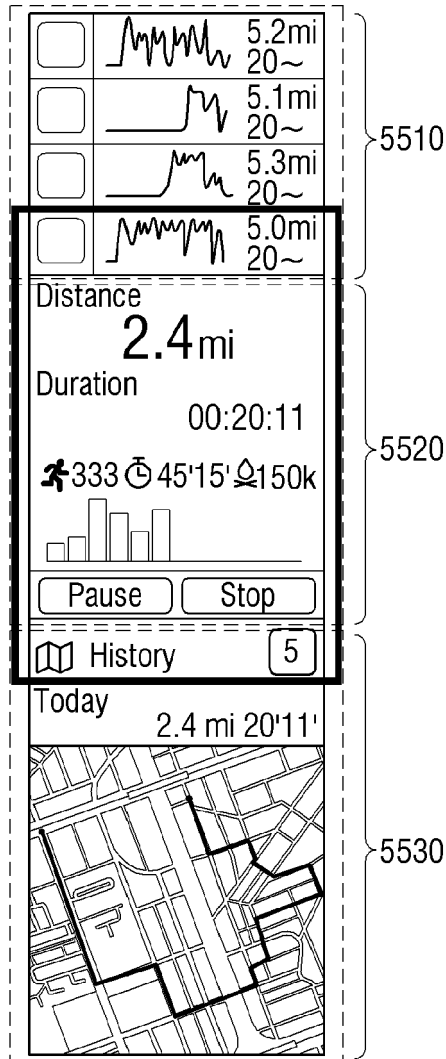 5.2mi
20~
5.1mi
20~
5510
5.3mi
20~
5.0mi
20~
Distance
2.4mi
Duration
00:20:11
5520
333 45'15' 150k
Pause Stop
History 5
Today
2.4 mi 20'11'
5530